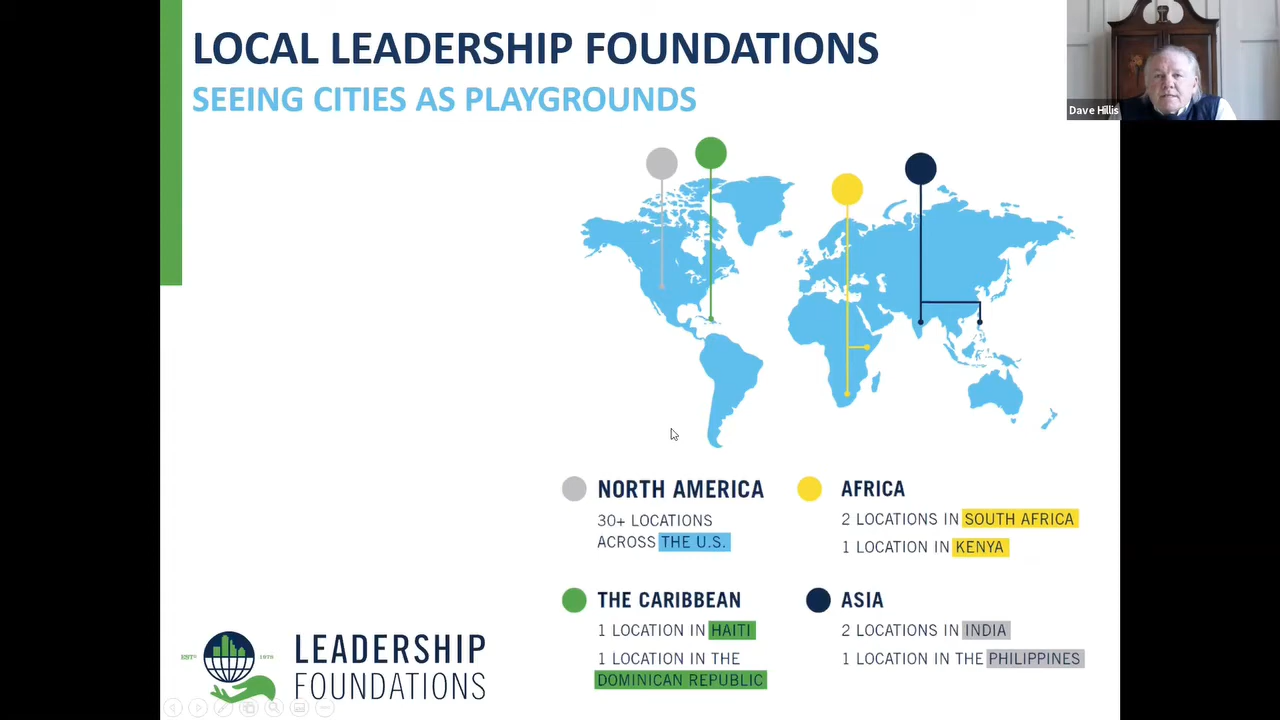 LOCAL LEADERSHIP FOUNDATIONS
SEEING CITIES AS PLAYGROUNDS
Dave Hillis
NORTH AMERICA
30+ LOCATIONS
ACROSS THE U.S.
AFRICA
2 LOCATIONS IN SOUTH AFRICA
1 LOCATION IN KENYA
THE CARIBBEAN
1 LOCATION IN HAITI
1 LOCATION IN THE
DOMINICAN REPUBLIC
ASIA
2 LOCATIONS IN INDIA
1 LOCATION IN THE PHILIPPINES
EST 1978
LEADERSHIP
FOUNDATIONS